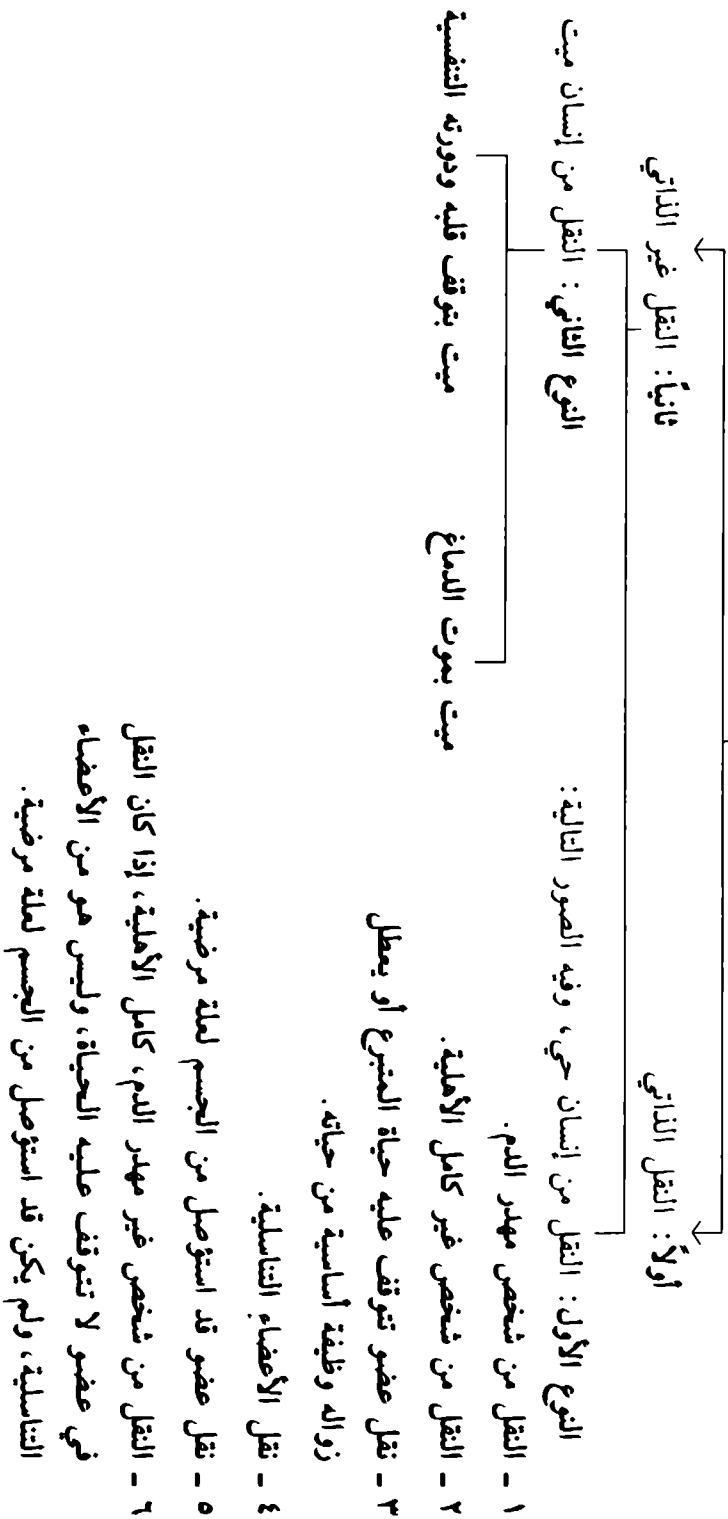 أولاً: النقل الذاتي
ثانياً: النقل غير الذاتي
النوع الأول: النقل من إنسان حي، وفيه الصور التالية:
النوع الثاني: النقل من إنسان ميت
١ - النقل من شخص مهدر الدم.
٢ - النقل من شخص غير كامل الأهلية.
٣ - نقل عضو تتوقف عليه حياة المتبرع أو يعطل
زواله وظيفة أساسية من حياته.
٤ - نقل الأعضاء التناسلية.
٥ - نقل عضو قد استؤصل من الجسم لعلة مرضية.
٦ - النقل من شخص غير مهدر الدم، كامل الأهلية، إذا كان النقل
في عضو لا تتوقف عليه الحياة، وليس هو من الأعضاء
التناسلية، ولم يكن قد استؤصل من الجسم لعلة مرضية.
ميت بموت الدماغ
ميت بتوقف قلبه ودورته التنفسية